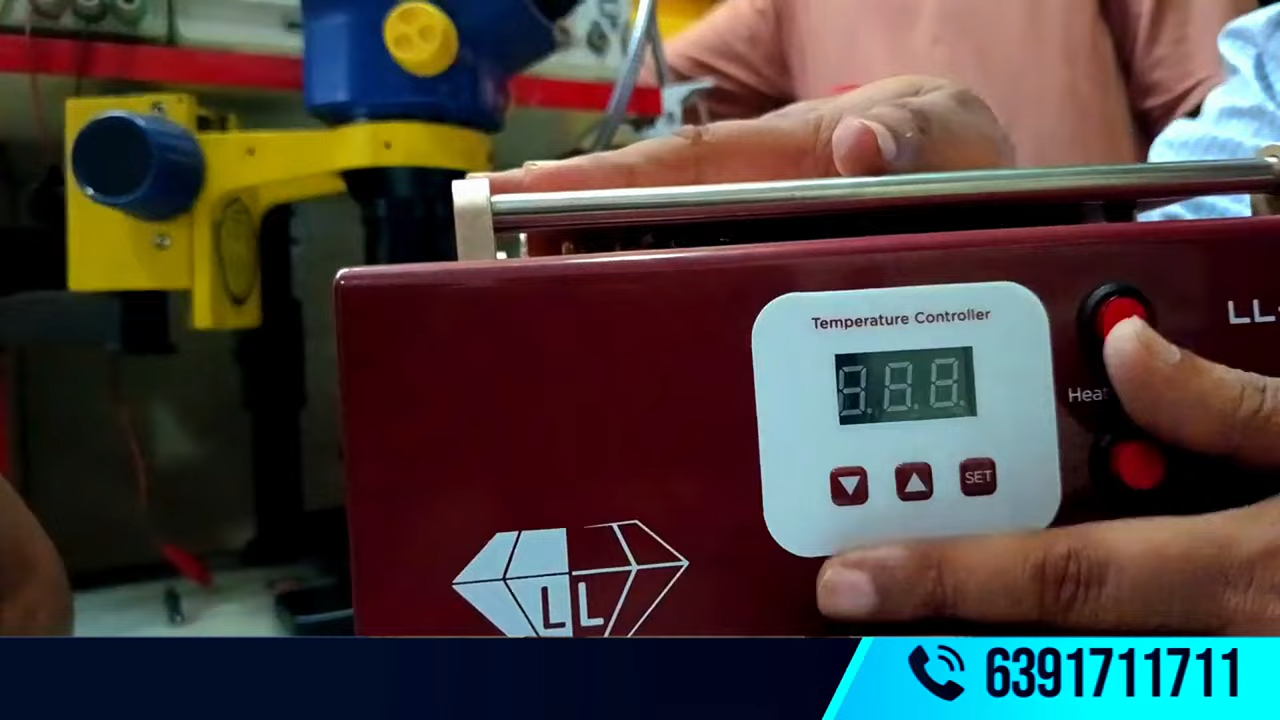 Temperature Controller
8.8.8.
Heat
LL-
SET
LL
6391711711